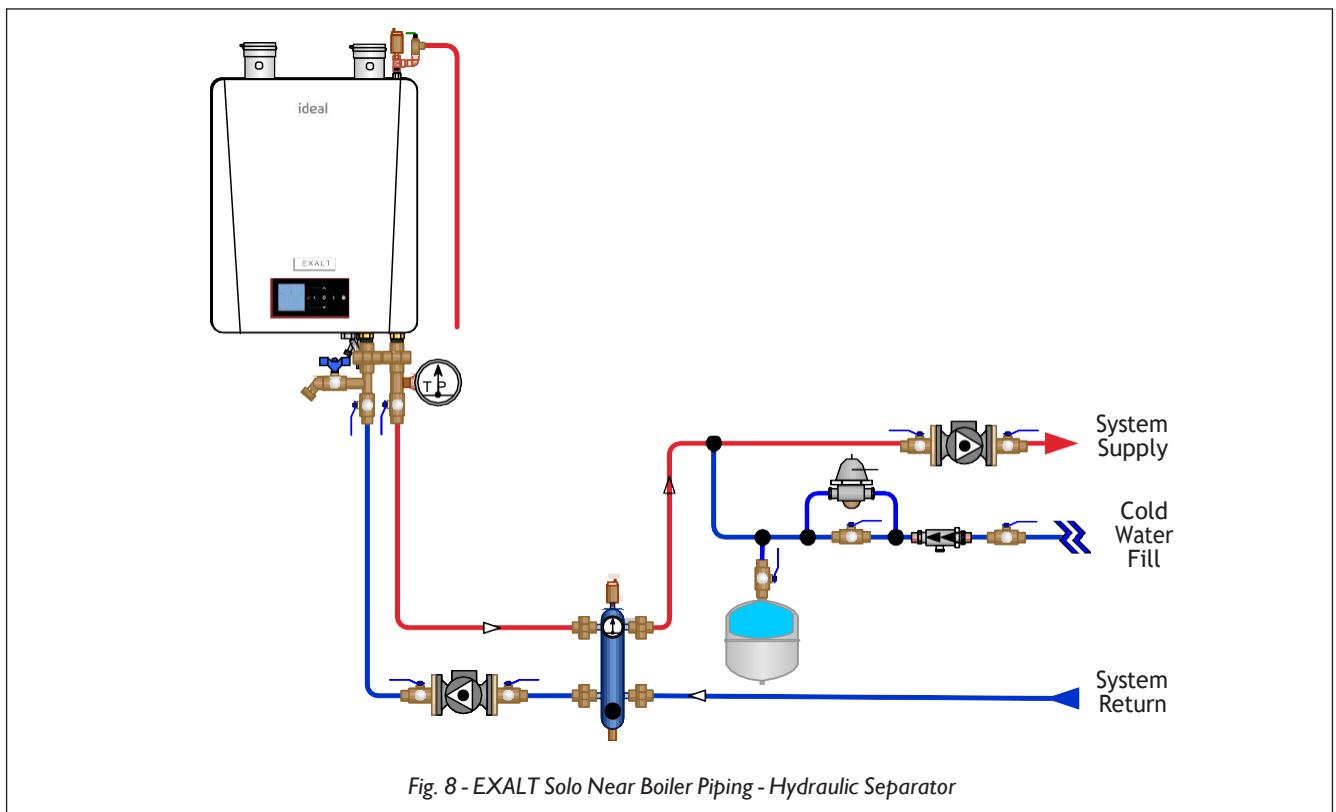 ideal
EXALT
T P
System
Supply
Cold
Water
Fill
System
Return
Fig. 8 - EXALT Solo Near Boiler Piping - Hydraulic Separator